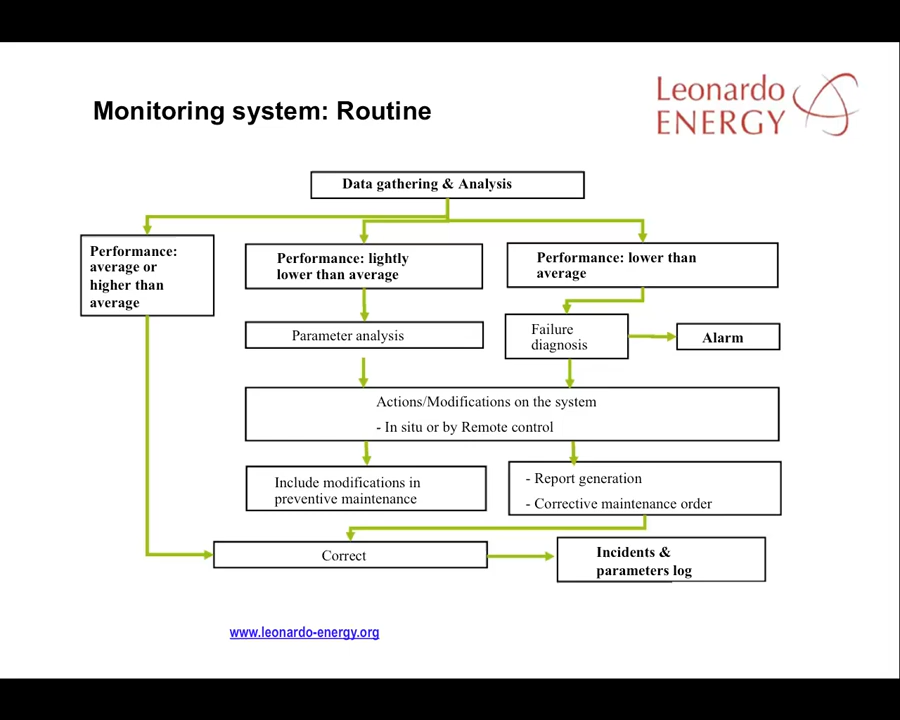 Leonardo
ENERGY
Monitoring system: Routine
Data gathering & Analysis
Performance:
average or
higher than
average
Performance: lightly
lower than average
Performance: lower than
average
Parameter analysis
Failure
diagnosis
Alarm
Actions/Modifications on the system
- In situ or by Remote control
Include modifications in
preventive maintenance
- Report generation
- Corrective maintenance order
Correct
Incidents &
parameters log
www.leonardo-energy.org